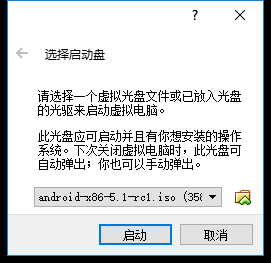 选择启动盘
请选择一个虚拟光盘文件或已放入光盘
的光驱来启动虚拟电脑。
此光盘应可启动并且有你想安装的操作
系统。下次关闭虚拟电脑时，此光盘可
自动弹出；你也可以手动弹出。
android-x86-5.1-rc1.iso (358
启动
取消